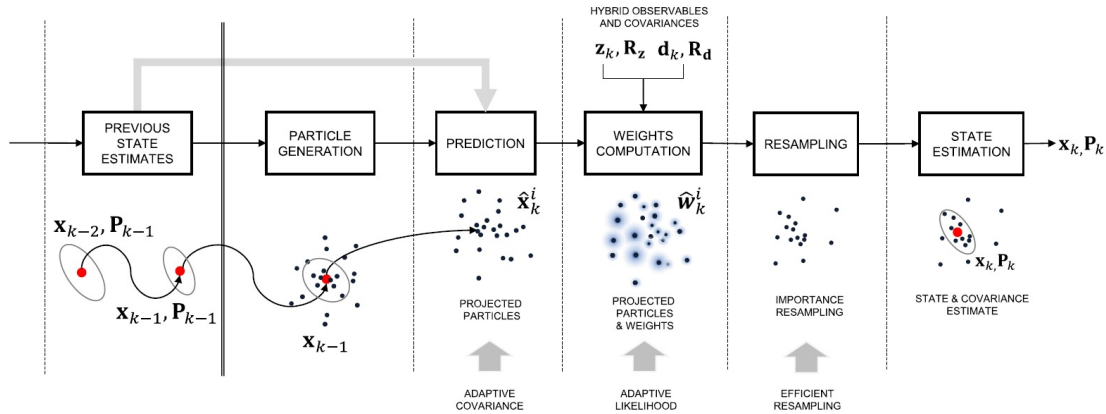 HYBRID OBSERVABLES
AND COVARIANCES
𝐳ₖ, 𝐑_𝐳 𝐝ₖ, 𝐑_𝐝
PREVIOUS
STATE
ESTIMATES
PARTICLE
GENERATION
PREDICTION
WEIGHTS
COMPUTATION
RESAMPLING
STATE
ESTIMATION
𝐱_k, 𝐏_k
𝐱_{k−2}, 𝐏_{k−1}
𝐱_{k−1}, 𝐏_{k−1}
𝐱_{k−1}
𝐱̂_k^i
ŵ_k^i
𝐱_k, 𝐏_k
PROJECTED
PARTICLES
PROJECTED
PARTICLES
& WEIGHTS
IMPORTANCE
RESAMPLING
STATE & COVARIANCE
ESTIMATE
ADAPTIVE
COVARIANCE
ADAPTIVE
LIKELIHOOD
EFFICIENT
RESAMPLING